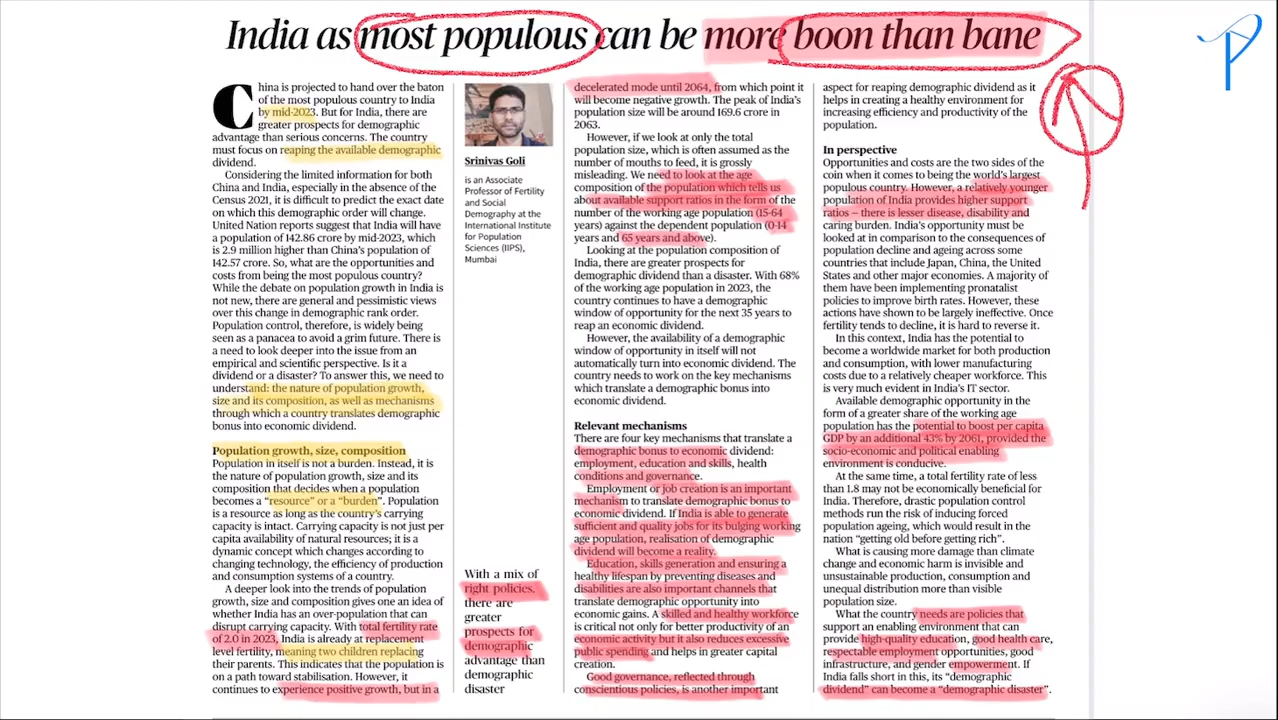 India as most populous can be more boon than bane
China is projected to hand over the baton
of the most populous country to India
by mid-2023. But for India, there are
greater prospects for demographic
advantage than serious concerns. The country
must focus on reaping the available demographic
dividend.
Considering the limited information for both
China and India, especially in the absence of the
Census 2021, it is difficult to predict the exact date
on which this demographic order will change.
United Nation reports suggest that India will have
a population of 142.86 crore by mid-2023, which
is 2.9 million higher than China's population of
142.57 crore. So, what are the opportunities and
costs from being the most populous country?
While the debate on population growth in India is
not new, there are general and pessimistic views
over this change in demographic rank order.
Population control, therefore, is widely being
seen as a panacea to avoid a grim future. There is
a need to look deeper into the issue from an
empirical and scientific perspective. Is it a
dividend or a disaster? To answer this, we need to
understand: the nature of population growth,
size and its composition, as well as mechanisms
through which a country translates demographic
bonus into economic dividend.
Population growth, size, composition
Population in itself is not a burden. Instead, it is
the nature of population growth, size and its
composition that decides when a population
becomes a “resource” or a “burden”. Population
is a resource as long as the country's carrying
capacity is intact. Carrying capacity is not just per
capita availability of natural resources; it is a
dynamic concept which changes according to
changing technology, the efficiency of production
and consumption systems of a country.
A deeper look into the trends of population
growth, size and composition gives one an idea of
whether India has an over-population that can
disrupt carrying capacity. With total fertility rate
of 2.0 in 2023, India is already at replacement
level fertility, meaning two children replacing
their parents. This indicates that the population is
on a path toward stabilisation. However, it
continues to experience positive growth, but in a
Srinivas Goli
is an Associate
Professor of Fertility
and Social
Demography at the
International Institute
for Population
Sciences (IIPS),
Mumbai
With a mix of
right policies,
there are
greater
prospects for
demographic
advantage than
demographic
disaster
decelerated mode until 2064, from which point it
will become negative growth. The peak of India's
population size will be around 169.6 crore in
2063.
However, if we look at only the total
population size, which is often assumed as the
number of mouths to feed, it is grossly
misleading. We need to look at the age
composition of the population which tells us
about available support ratios in the form of the
number of the working age population (15-64
years) against the dependent population (0-14
years and 65 years and above).
Looking at the population composition of
India, there are greater prospects for
demographic dividend than a disaster. With 68%
of the working age population in 2023, the
country continues to have a demographic
window of opportunity for the next 35 years to
reap an economic dividend.
However, the availability of a demographic
window of opportunity in itself will not
automatically turn into economic dividend. The
country needs to work on the key mechanisms
which translate a demographic bonus into
economic dividend.
Relevant mechanisms
There are four key mechanisms that translate a
demographic bonus to economic dividend:
employment, education and skills, health
conditions and governance.
Employment or job creation is an important
mechanism to translate demographic bonus to
economic dividend. If India is able to generate
sufficient and quality jobs for its bulging working
age population, realisation of demographic
dividend will become a reality.
Education, skills generation and ensuring a
healthy lifespan by preventing diseases and
disabilities are also important channels that
translate demographic opportunity into
economic gains. A skilled and healthy workforce
is critical not only for better productivity of an
economic activity but it also reduces excessive
public spending and helps in greater capital
creation.
Good governance, reflected through
conscientious policies, is another important
aspect for reaping demographic dividend as it
helps in creating a healthy environment for
increasing efficiency and productivity of the
population.
In perspective
Opportunities and costs are the two sides of the
coin when it comes to being the world's largest
populous country. However, a relatively younger
population of India provides higher support
ratios — there is lesser disease, disability and
caring burden. India's opportunity must be
looked at in comparison to the consequences of
population decline and ageing across some
countries that include Japan, China, the United
States and other major economies. A majority of
them have been implementing pronatalist
policies to improve birth rates. However, these
actions have shown to be largely ineffective. Once
fertility tends to decline, it is hard to reverse it.
In this context, India has the potential to
become a worldwide market for both production
and consumption, with lower manufacturing
costs due to a relatively cheaper workforce. This
is very much evident in India's IT sector.
Available demographic opportunity in the
form of a greater share of the working age
population has the potential to boost per capita
GDP by an additional 43% by 2061, provided the
socio-economic and political enabling
environment is conducive.
At the same time, a total fertility rate of less
than 1.8 may not be economically beneficial for
India. Therefore, drastic population control
methods run the risk of inducing forced
population ageing, which would result in the
nation “getting old before getting rich”.
What is causing more damage than climate
change and economic harm is invisible and
unsustainable production, consumption and
unequal distribution more than visible
population size.
What the country needs are policies that
support an enabling environment that can
provide high-quality education, good health care,
respectable employment opportunities, good
infrastructure, and gender empowerment. If
India falls short in this, its “demographic
dividend” can become a “demographic disaster”.